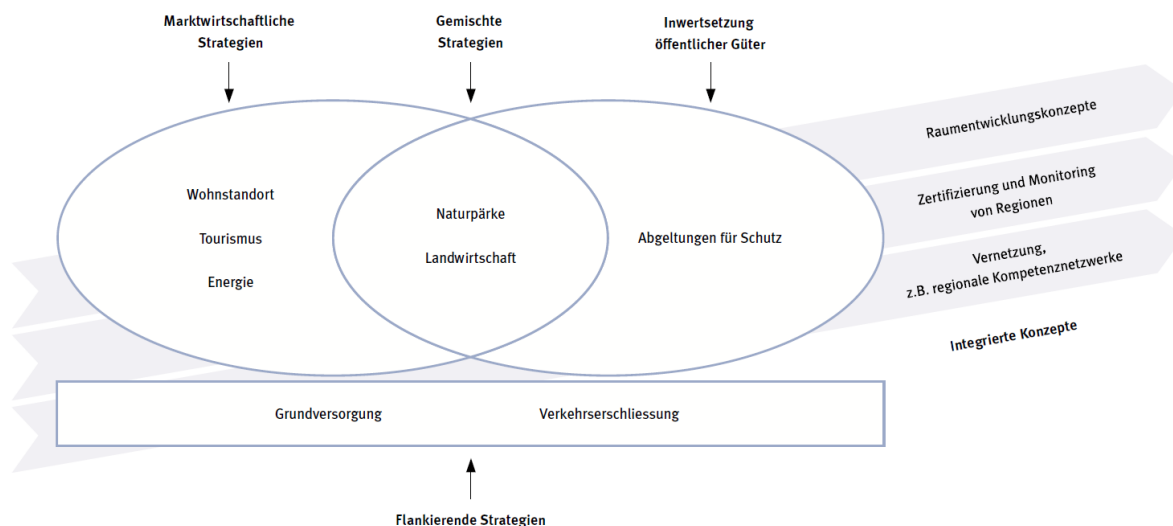 Marktwirtschaftliche
Strategien
Gemischte
Strategien
Inwertsetzung
öffentlicher Güter
Wohnstandort
Tourismus
Energie
Naturpärke
Landwirtschaft
Abgeltungen für Schutz
Raumentwicklungskonzepte
Zertifizierung und Monitoring
von Regionen
Vernetzung,
z.B. regionale Kompetenznetzwerke
Integrierte Konzepte
Grundversorgung
Verkehrserschliessung
Flankierende Strategien